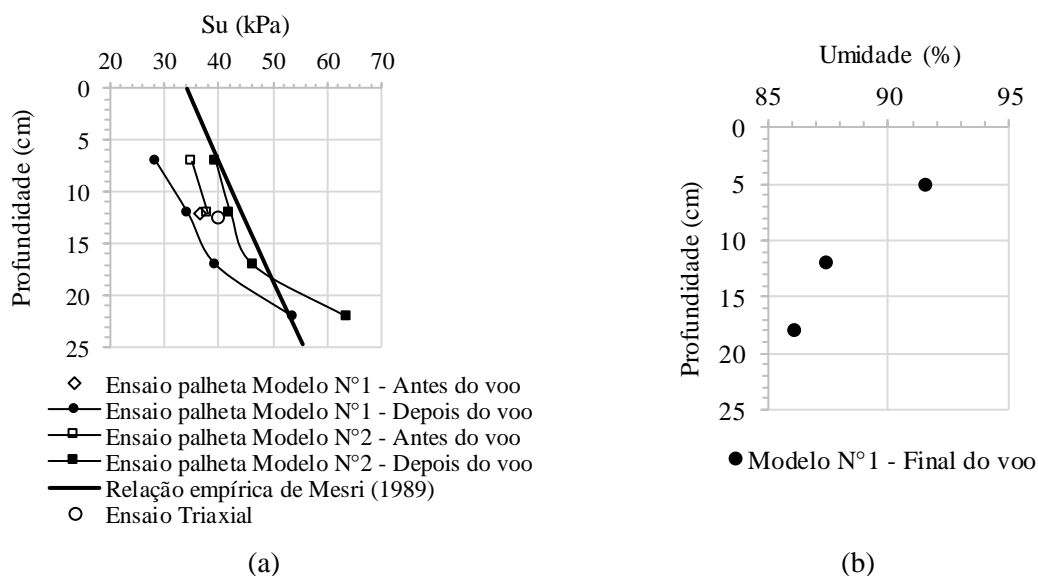 Su (kPa)
20 30 40 50 60 70
0
5
10
15
20
25
Profundidade (cm)
Ensaio palheta Modelo N°1 - Antes do voo
Ensaio palheta Modelo N°1 - Depois do voo
Ensaio palheta Modelo N°2 - Antes do voo
Ensaio palheta Modelo N°2 - Depois do voo
Relação empírica de Mesri (1989)
Ensaio Triaxial
(a)
Umidade (%)
85 90 95
0
5
10
15
20
25
Profundidade (cm)
Modelo N°1 - Final do voo
(b)